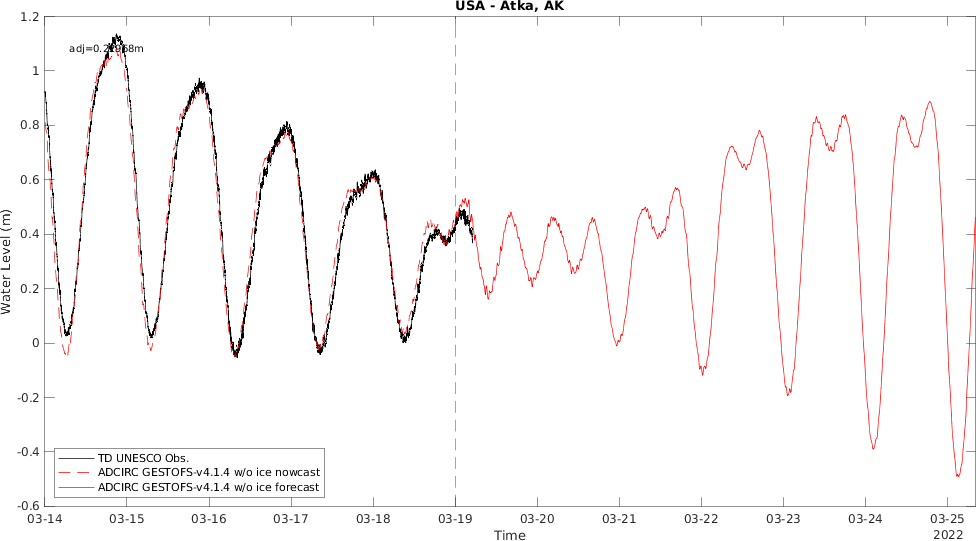 USA - Atka, AK
1.2
1
0.8
0.6
0.4
0.2
0
-0.2
-0.4
-0.6
Water Level (m)
TD UNESCO Obs.
ADCIRC GESTOFS-v4.1.4 w/o ice nowcast
ADCIRC GESTOFS-v4.1.4 w/o ice forecast
03-14 03-15 03-16 03-17 03-18 03-19 03-20 03-21 03-22 03-23 03-24 03-25
Time
2022